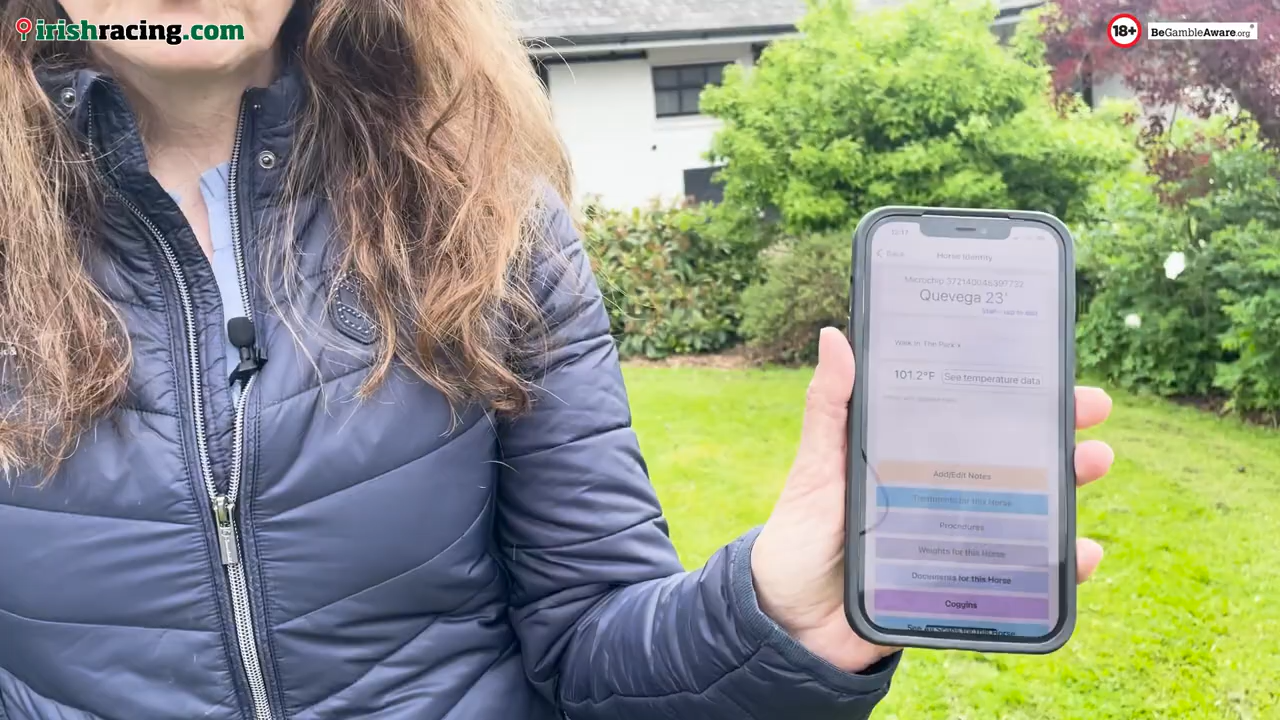 irishracing.com
18+
BeGambleAware.org
Back
Horse Identity
Microchip
Quevega 23'
Walk In The Park x
101.2°F
See temperature data
Add/Edit Notes
Treatments for this Horse
Procedures
Weights for this Horse
Documents for this Horse
Coggins